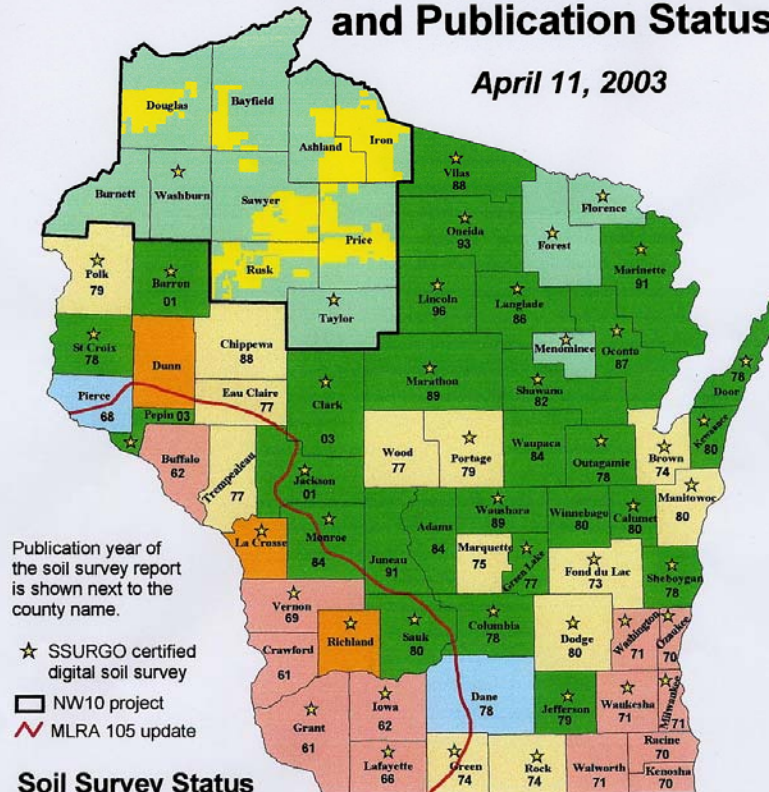 and Publication Status
April 11, 2003
Douglas
Bayfield
Ashland
Iron
Burnett
Washburn
Sawyer
Price
Rusk
Taylor
Vilas
88
Florence
Forest
Oneida
93
Marinette
91
Polk
79
Barron
01
Lincoln
96
Langlade
86
St Croix
78
Dunn
Chippewa
88
Menominee
Oconto
87
Pierce
68
Eau Claire
77
Clark
03
Marathon
89
Shawano
82
78
Door
Pepin 03
Buffalo
62
Trempealeau
77
Jackson
01
Wood
77
Portage
79
Waupaca
84
Outagamie
78
Brown
74
Kewaunee
80
Manitowoc
80
La Crosse
Monroe
84
Juneau
91
Adams
84
Waushara
89
Winnebago
80
Calumet
80
Marquette
75
Green Lake
77
Fond du Lac
73
Sheboygan
78
Publication year of
the soil survey report
is shown next to the
county name.
Vernon
69
Richland
Sauk
80
Columbia
78
Dodge
80
Washington
71
Ozaukee
70
SSURGO certified
digital soil survey
NW10 project
MLRA 105 update
Crawford
61
Grant
61
Iowa
62
Dane
78
Jefferson
79
Waukesha
71
Milwaukee
71
Lafayette
66
Green
74
Rock
74
Walworth
71
Racine
70
Kenosha
70
Soil Survey Status